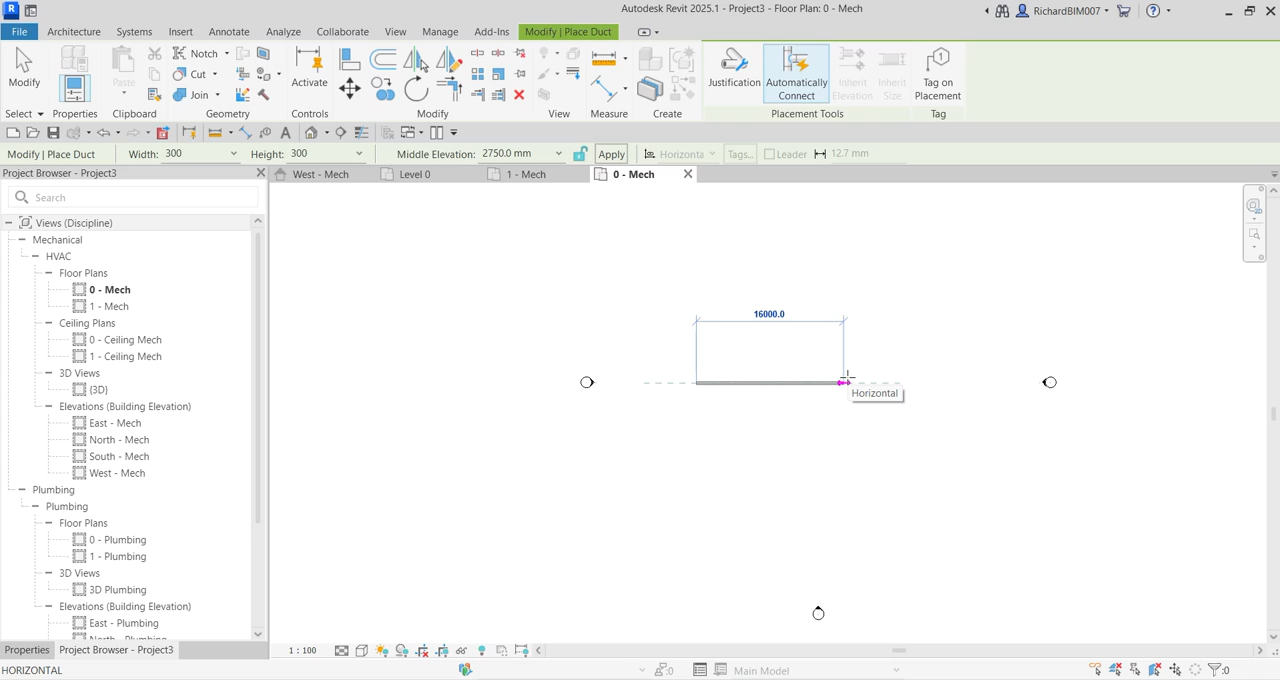 R
Autodesk Revit 2025.1 - Project3 - Floor Plan: 0 - Mech
RichardBIM007
File Architecture Systems Insert Annotate Analyze Collaborate View Manage Add-Ins Modify | Place Duct
Modify
Paste
Notch
Cut
Join
Activate
Justification
Automatically Connect
Inherit Elevation
Inherit Size
Tag on Placement
Select Properties Clipboard Geometry Controls Modify View Measure Create Placement Tools Tag
Modify | Place Duct Width: 300 Height: 300 Middle Elevation: 2750.0 mm Apply Horizonta Tags... Leader 12.7 mm
Project Browser - Project3
West - Mech Level 0 1 - Mech 0 - Mech
Search
Views (Discipline)
Mechanical
HVAC
Floor Plans
0 - Mech
1 - Mech
Ceiling Plans
0 - Ceiling Mech
1 - Ceiling Mech
3D Views
{3D}
Elevations (Building Elevation)
East - Mech
North - Mech
South - Mech
West - Mech
Plumbing
Plumbing
Floor Plans
0 - Plumbing
1 - Plumbing
3D Views
3D Plumbing
Elevations (Building Elevation)
East - Plumbing
North - Plumbing
16000.0
Horizontal
Properties Project Browser - Project3
1 : 100
HORIZONTAL
:0
Main Model
:0